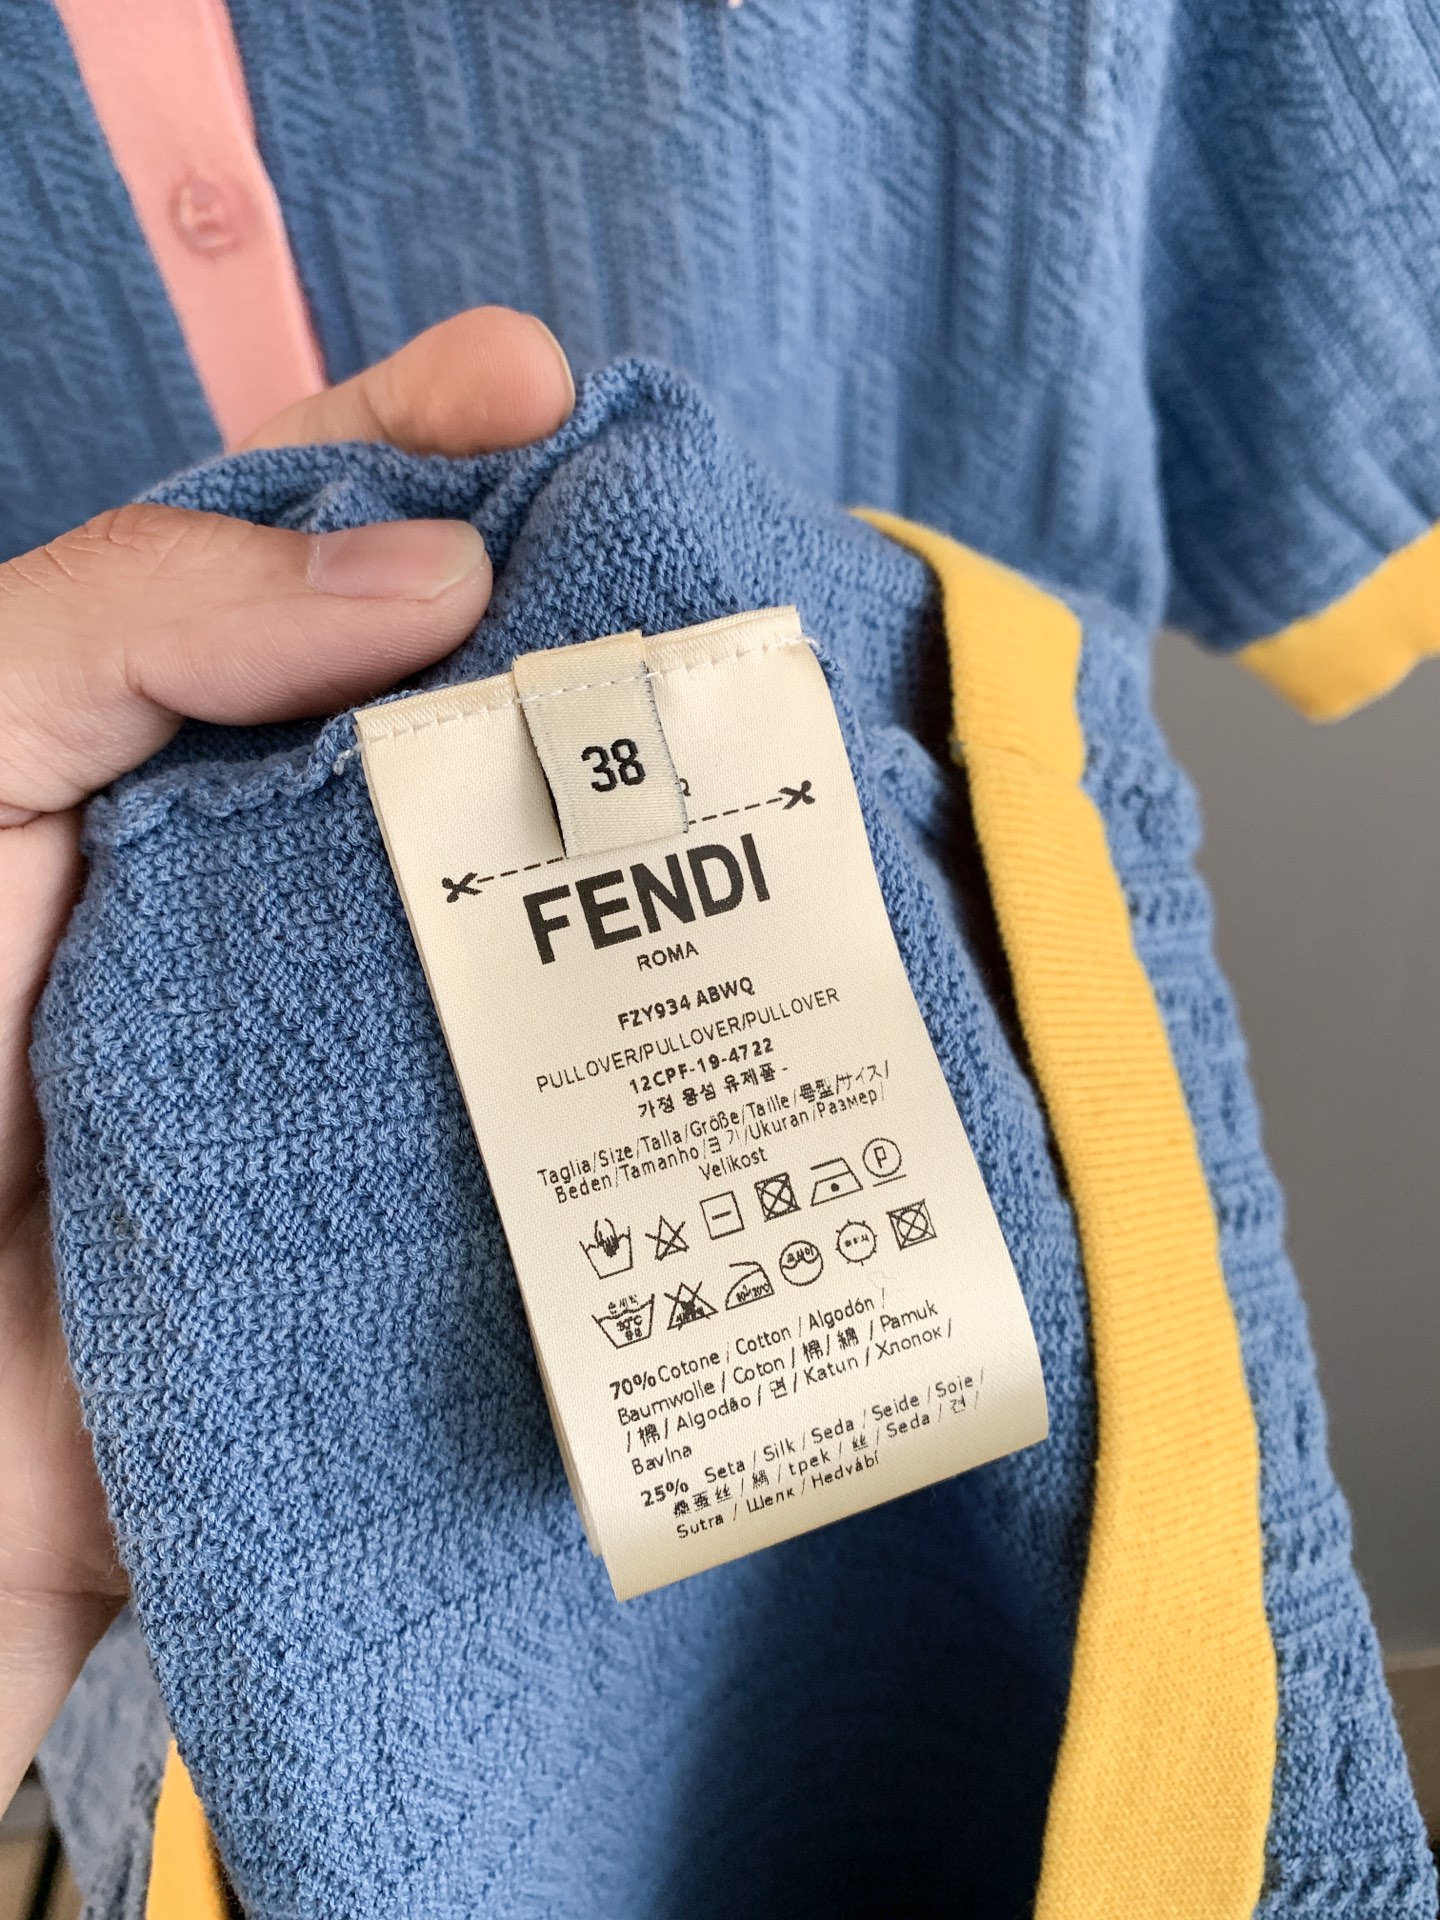 38
FENDI
ROMA
FZY934 ABWQ
PULLOVER/PULLOVER/PULLOVER
12CPF-19-4722
가정 용섬 유제품 -
Taglia/Size/Talla/Größe/Taille/号型/サイズ/
Beden/Tamanho/크기/Ukuran/Размер/
Velikost
P
30°C
70%Cotone / Cotton / Algodón /
Baumwolle / Coton / 棉/ 綿 / Pamuk
/ 棉/ Algodão / 면 / Katun / Хлопок /
Bavlna
25% Seta / Silk / Seda / Seide / Soie /
桑蚕丝 / 絹 / Ipek / 丝 / Seda / 견 /
Sutra / Шелк / Hedvábí